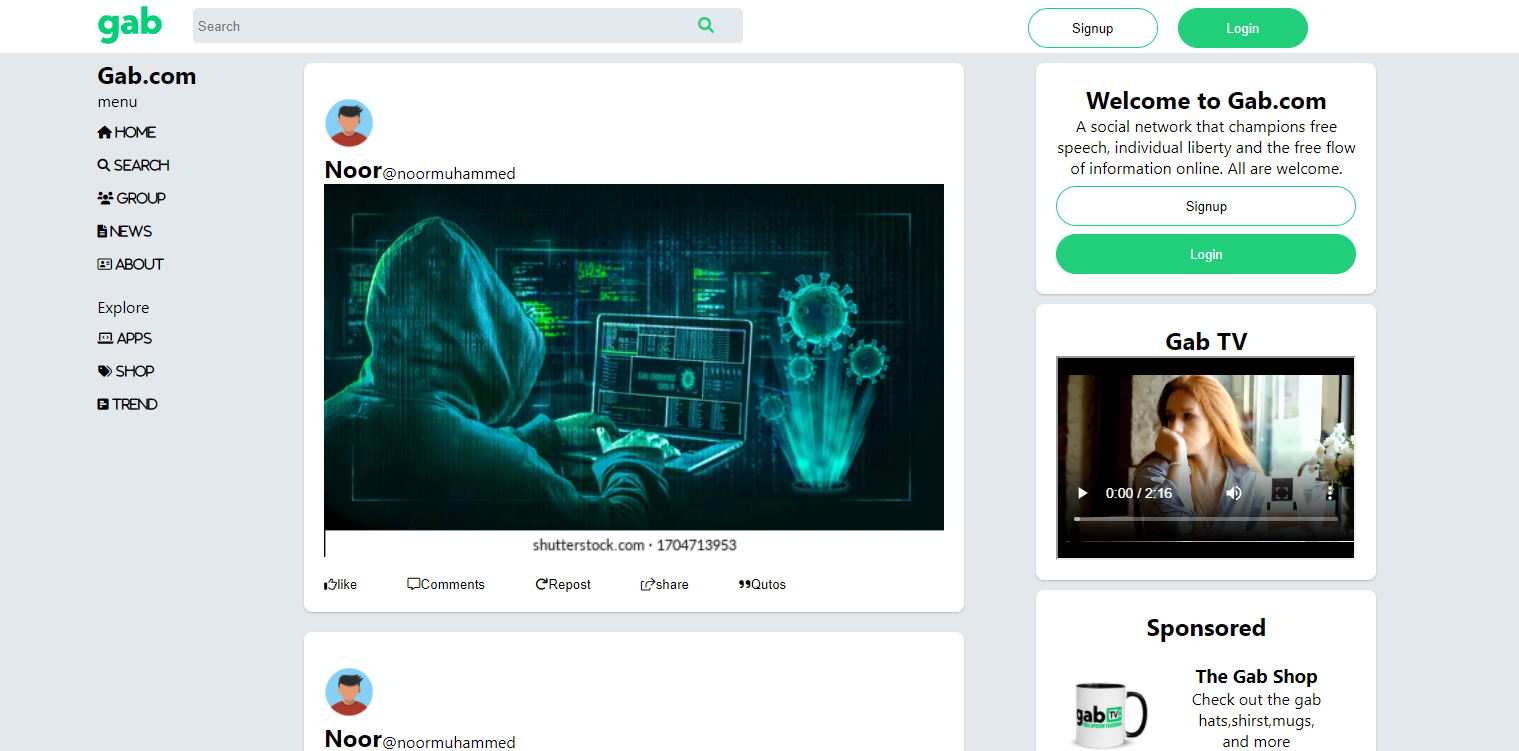 gab
Search
Signup
Login
Gab.com
menu
HOME
SEARCH
GROUP
NEWS
ABOUT
Explore
APPS
SHOP
TREND
Noor@noormuhammed
shutterstock.com · 1704713953
like
Comments
Repost
share
Qutos
Noor@noormuhammed
Welcome to Gab.com
A social network that champions free
speech, individual liberty and the free flow
of information online. All are welcome.
Signup
Login
Gab TV
0:00 / 2:16
Sponsored
gab TV
The Gab Shop
Check out the gab
hats,shirst,mugs,
and more